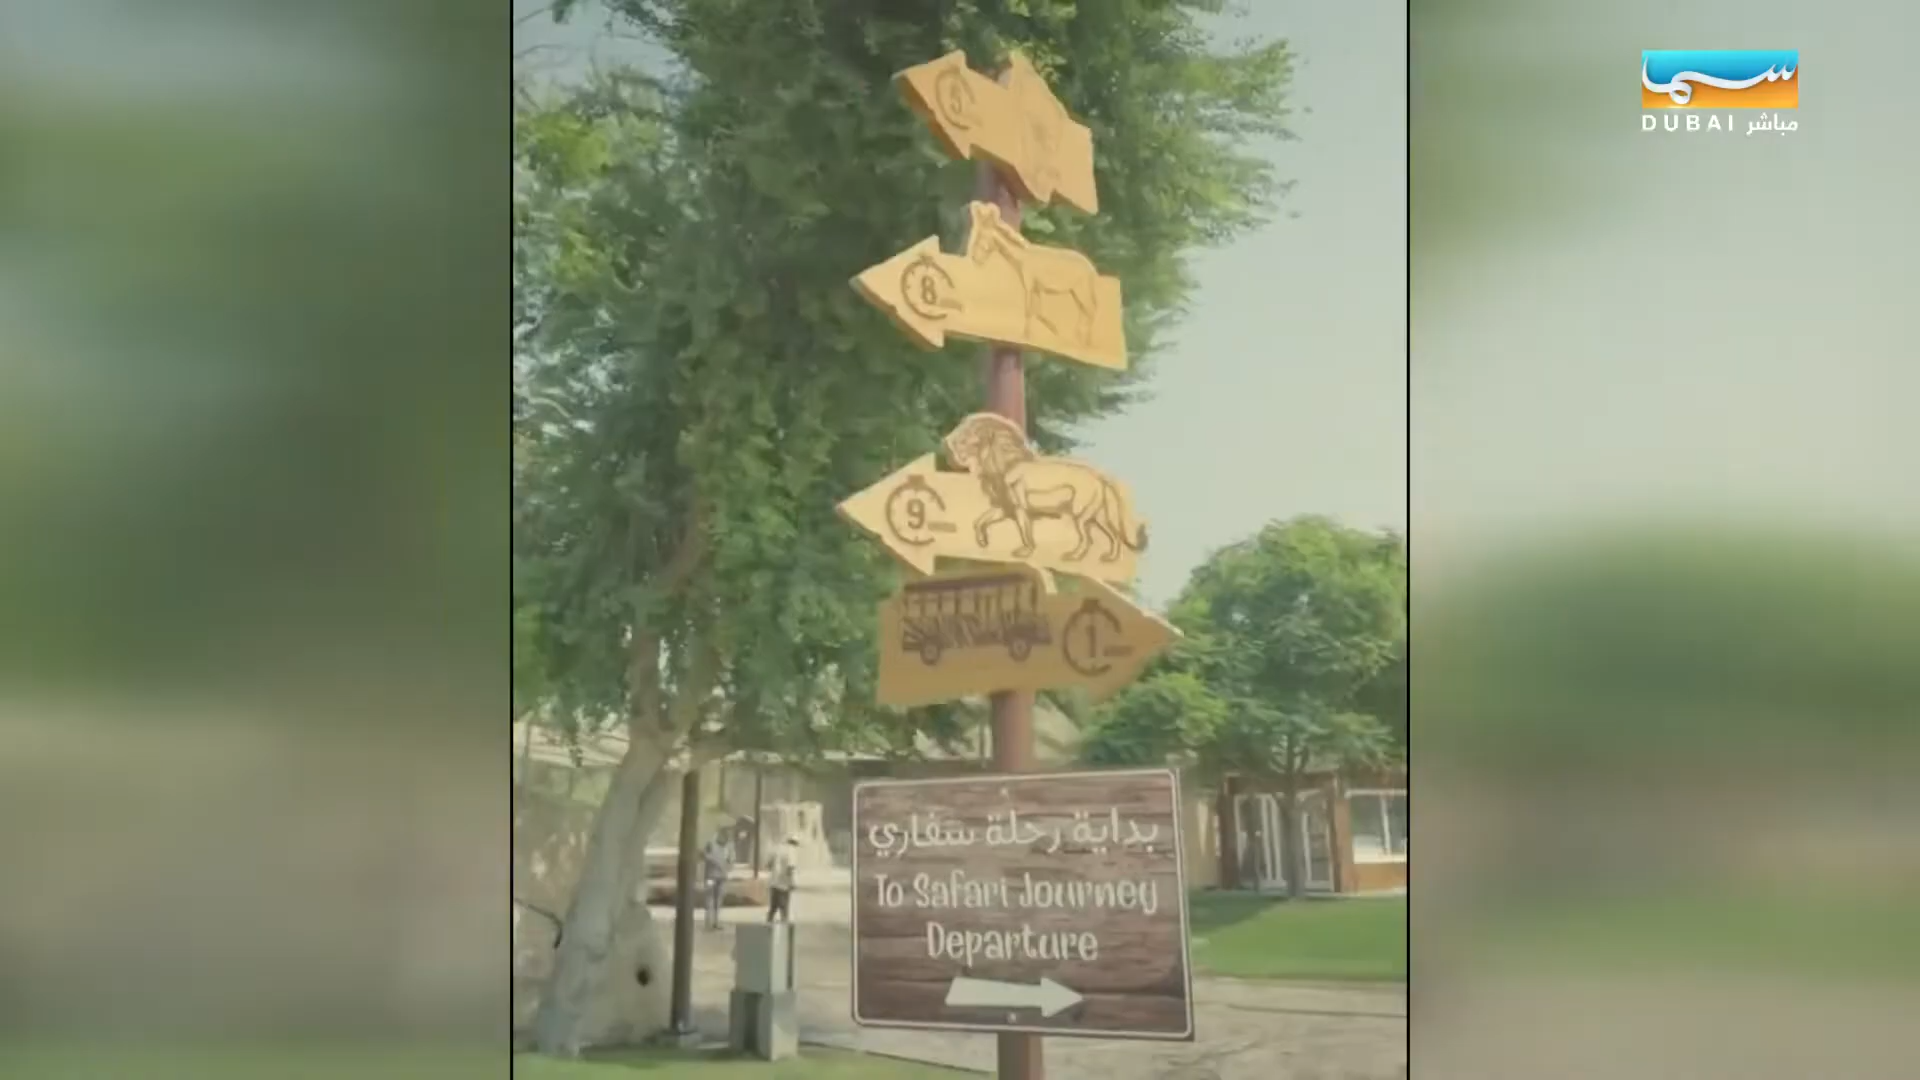 سما
DUBAI مباشر
8
9
1
بداية رحلة سفاري
To Safari Journey
Departure